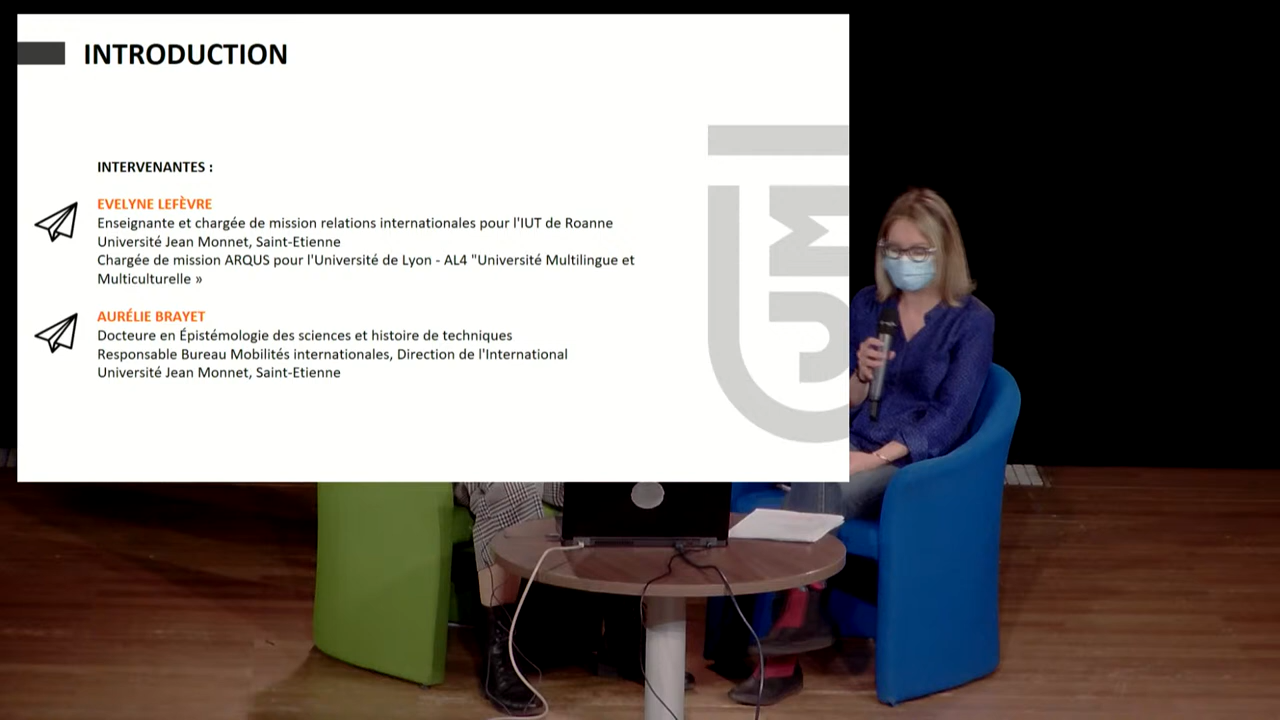 INTRODUCTION
INTERVENANTES :
EVELYNE LEFÈVRE
Enseignante et chargée de mission relations internationales pour l'IUT de Roanne
Université Jean Monnet, Saint-Etienne
Chargée de mission ARQUS pour l'Université de Lyon - AL4 "Université Multilingue et
Multiculturelle »
AURÉLIE BRAYET
Docteure en Épistémologie des sciences et histoire de techniques
Responsable Bureau Mobilités internationales, Direction de l'International
Université Jean Monnet, Saint-Etienne
UJM